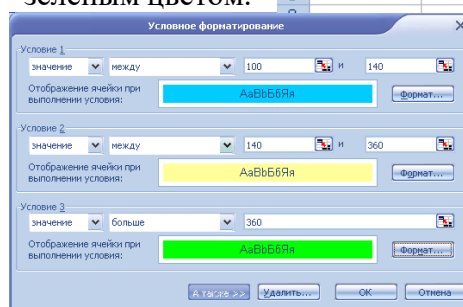 зеленым цветом.
Условное форматирование
Условие 1
значение между 100 и 140
Отображение ячейки при
выполнении условия:
АаВbБбЯя
Формат...
Условие 2
значение между 140 и 360
Отображение ячейки при
выполнении условия:
АаВbБбЯя
Формат...
Условие 3
значение больше 360
Отображение ячейки при
выполнении условия:
АаВbБбЯя
Формат...
А также >> Удалить... ОК Отмена